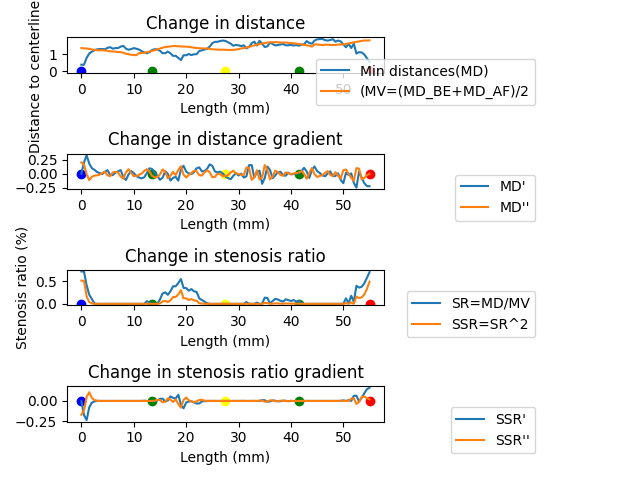 Change in distance
Distance to centerline
1
0
0 10 20 30 40 50
Length (mm)
Min distances(MD)
(MV=(MD_BE+MD_AF)/2
Change in distance gradient
0.25
0.00
−0.25
0 10 20 30 40 50
Length (mm)
MD'
MD''
Change in stenosis ratio
Stenosis ratio (%)
0.5
0.0
0 10 20 30 40 50
Length (mm)
SR=MD/MV
SSR=SR^2
Change in stenosis ratio gradient
0.00
−0.25
0 10 20 30 40 50
Length (mm)
SSR'
SSR''